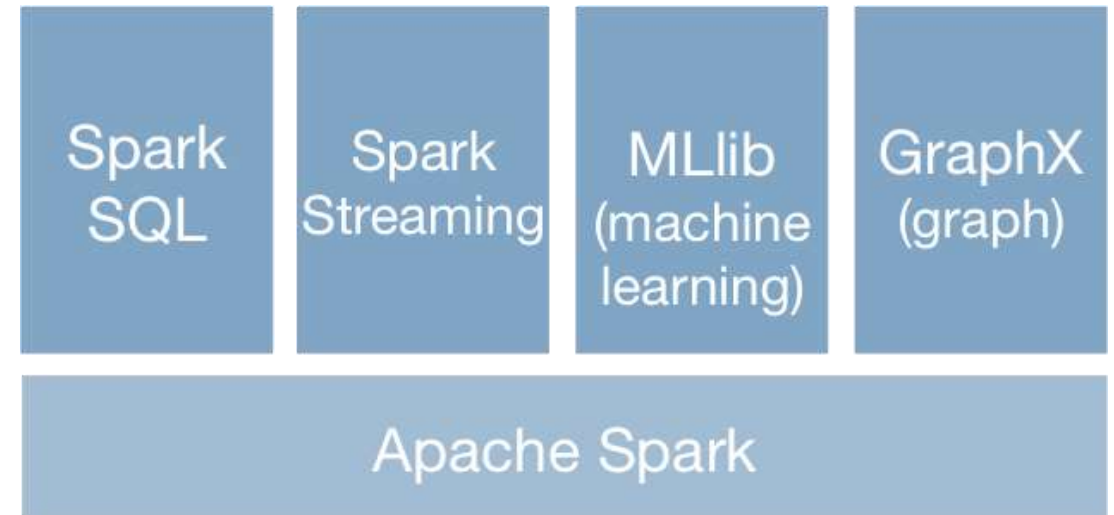 Spark
SQL
Spark
Streaming
MLlib
(machine
learning)
GraphX
(graph)
Apache Spark